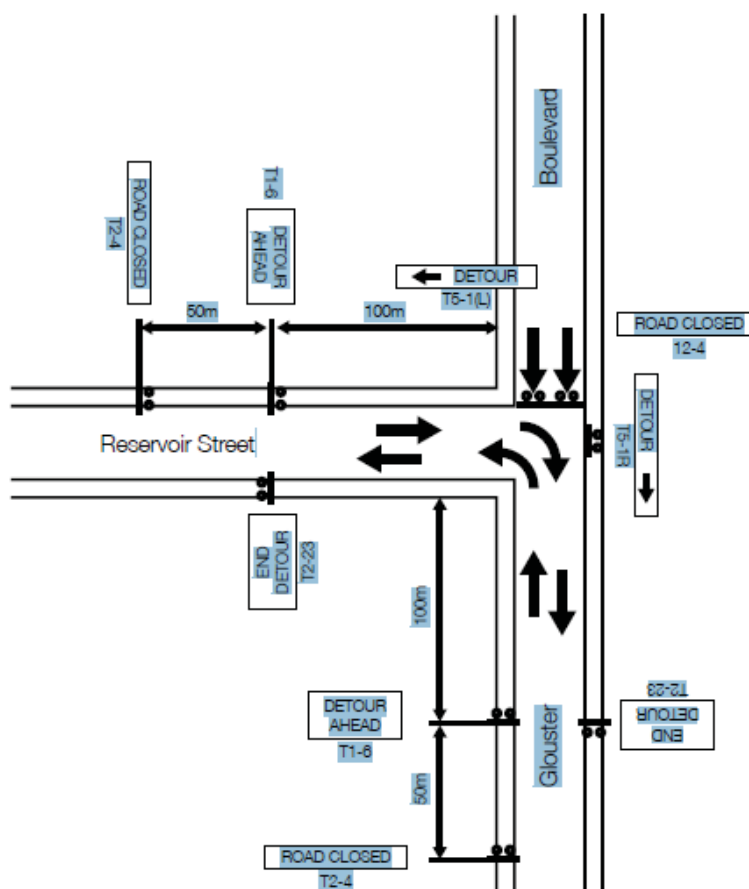 Boulevard
T1-6
ROAD CLOSED
T2-4
DETOUR
AHEAD
DETOUR
T5-1(L)
50m
100m
ROAD CLOSED
12-4
DETOUR
T5-1R
Reservoir Street
END
DETOUR
T2-23
100m
DETOUR
AHEAD
T1-6
T2-23
END
DETOUR
Glouster
50m
ROAD CLOSED
T2-4